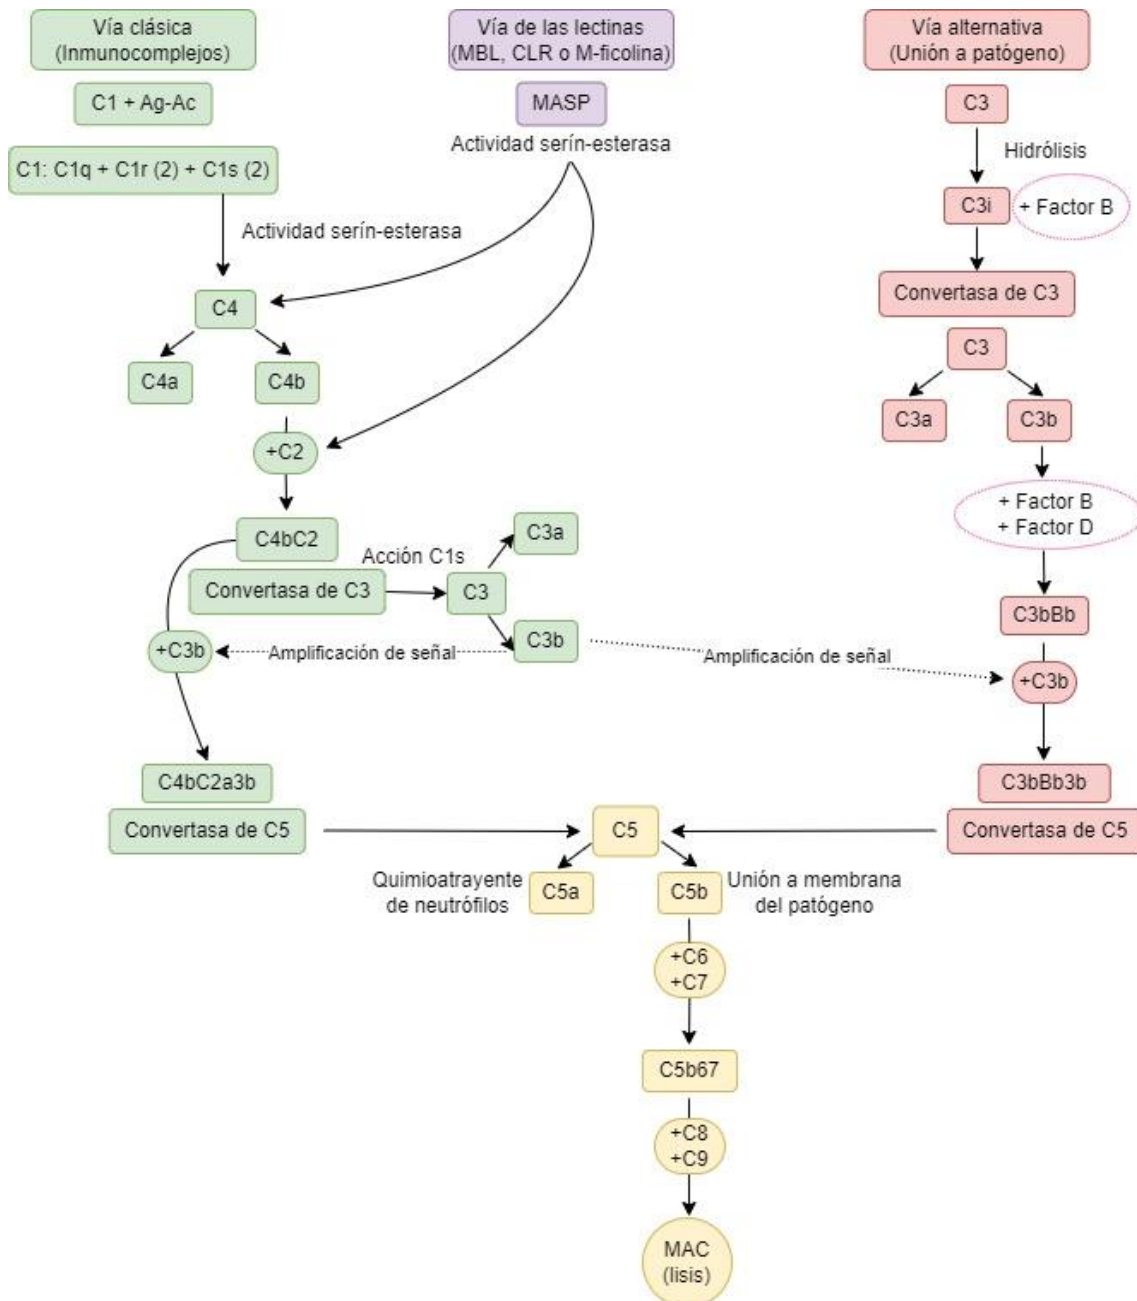 Vía clásica
(Inmunocomplejos)
C1 + Ag-Ac
C1: C1q + C1r (2) + C1s (2)
Actividad serín-esterasa
C4
C4a
C4b
+C2
C4bC2
Convertasa de C3
Acción C1s
C3
C3a
C3b
Amplificación de señal
+C3b
C4bC2a3b
Convertasa de C5
Vía de las lectinas
(MBL, CLR o M-ficolina)
MASP
Actividad serín-esterasa
Vía alternativa
(Unión a patógeno)
C3
Hidrólisis
C3i
+ Factor B
Convertasa de C3
C3
C3a
C3b
+ Factor B
+ Factor D
C3bBb
Amplificación de señal
+C3b
C3bBb3b
Convertasa de C5
C5
Quimioatrayente
de neutrófilos
C5a
C5b
Unión a membrana
del patógeno
+C6
+C7
C5b67
+C8
+C9
MAC
(lisis)